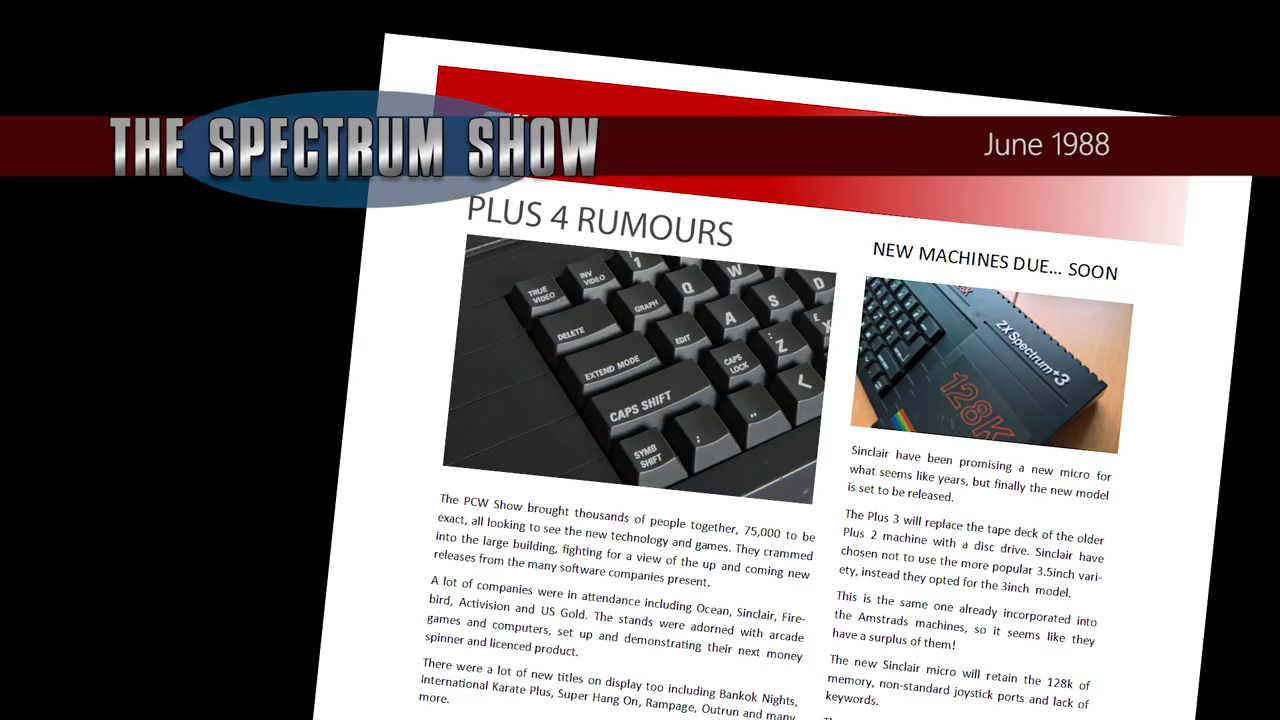 THE SPECTRUM SHOW
June 1988
PLUS 4 RUMOURS
TRUE VIDEO
INV VIDEO
1
DELETE
GRAPH
Q
W
EXTEND MODE
EDIT
A
S
D
CAPS SHIFT
CAPS LOCK
: Z
£
SYMB SHIFT
;
"
The PCW Show brought thousands of people together, 75,000 to be
exact, all looking to see the new technology and games. They crammed
into the large building, fighting for a view of the up and coming new
releases from the many software companies present.
A lot of companies were in attendance including Ocean, Sinclair, Fire-
bird, Activision and US Gold. The stands were adorned with arcade
games and computers, set up and demonstrating their next money
spinner and licenced product.
There were a lot of new titles on display too including Bankok Nights,
International Karate Plus, Super Hang On, Rampage, Outrun and many
more.
NEW MACHINES DUE... SOON
ZX Spectrum+3
128K
Sinclair have been promising a new micro for
what seems like years, but finally the new model
is set to be released.
The Plus 3 will replace the tape deck of the older
Plus 2 machine with a disc drive. Sinclair have
chosen not to use the more popular 3.5inch vari-
ety, instead they opted for the 3inch model.
This is the same one already incorporated into
the Amstrads machines, so it seems like they
have a surplus of them!
The new Sinclair micro will retain the 128k of
memory, non-standard joystick ports and lack of
keywords.